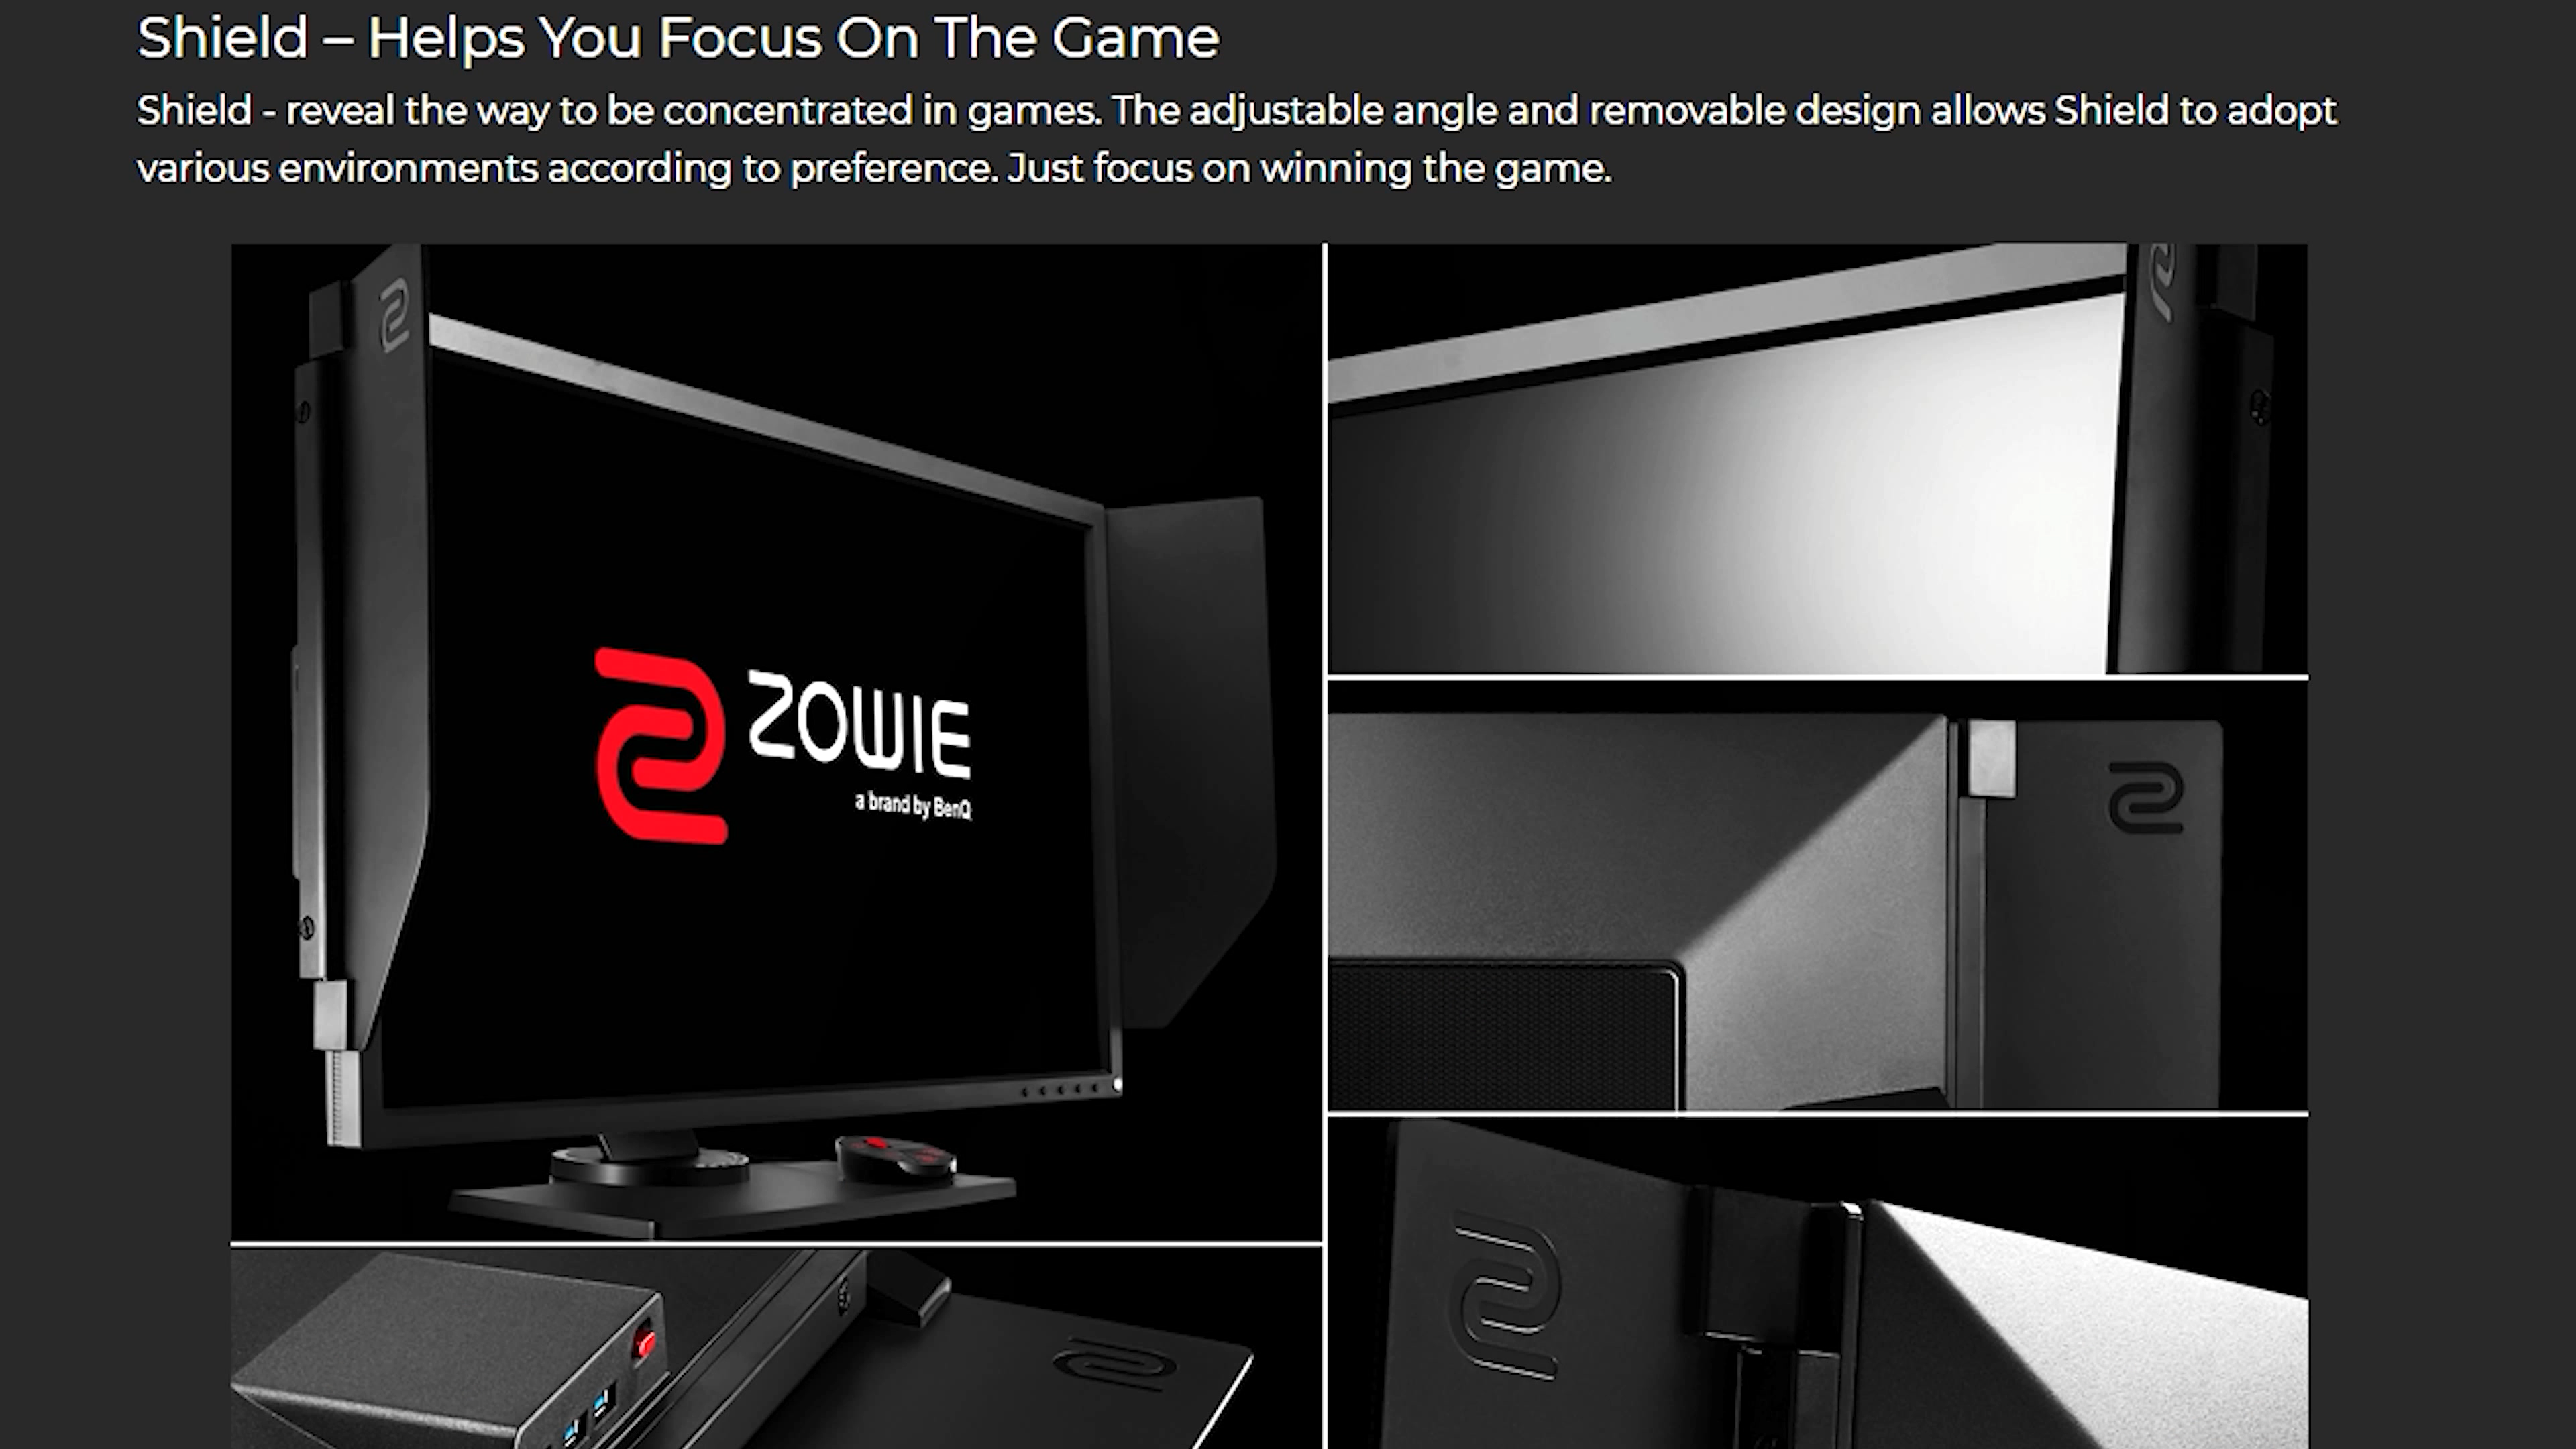 Shield – Helps You Focus On The Game
Shield - reveal the way to be concentrated in games. The adjustable angle and removable design allows Shield to adopt
various environments according to preference. Just focus on winning the game.
ZOWIE
a brand by BenQ